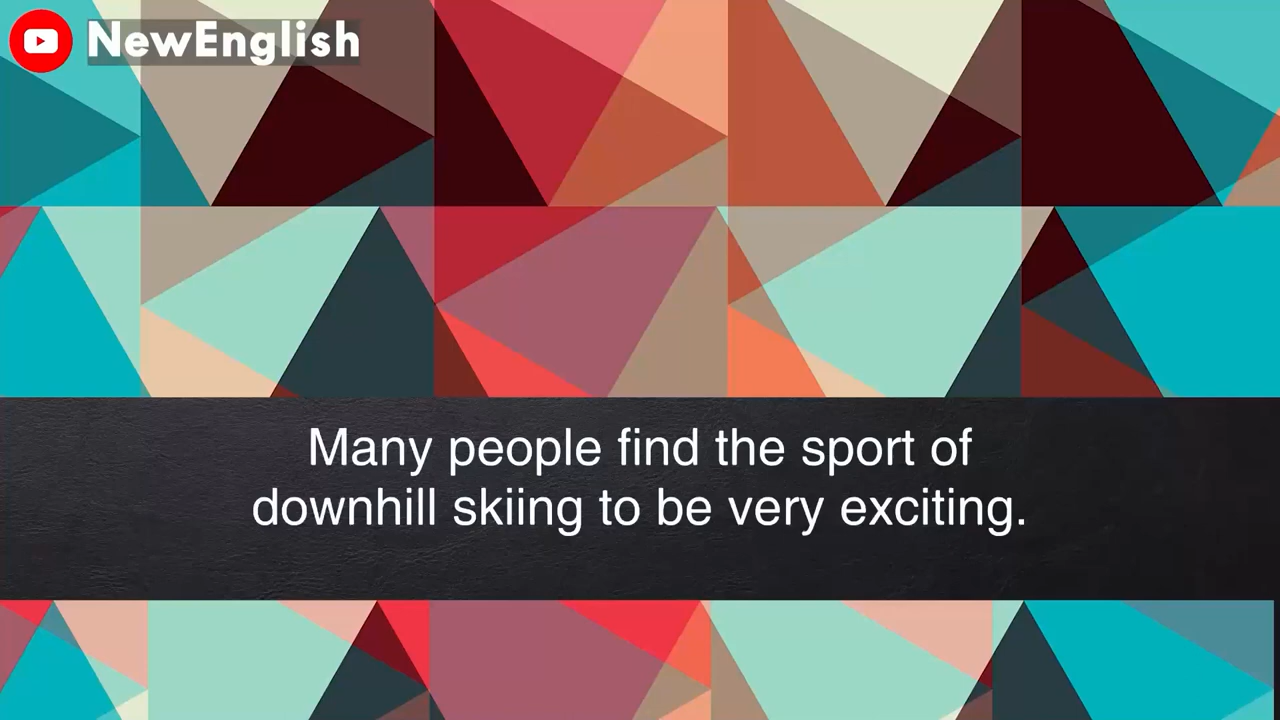 NewEnglish
Many people find the sport of
downhill skiing to be very exciting.